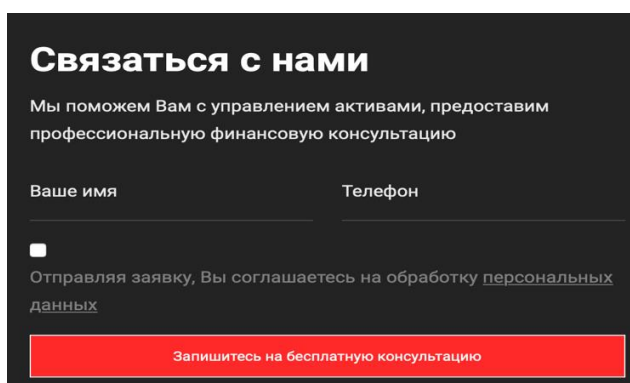 Связаться с нами
Мы поможем Вам с управлением активами, предоставим
профессиональную финансовую консультацию
Ваше имя
Телефон
Отправляя заявку, Вы соглашаетесь на обработку персональных
данных
Запишитесь на бесплатную консультацию